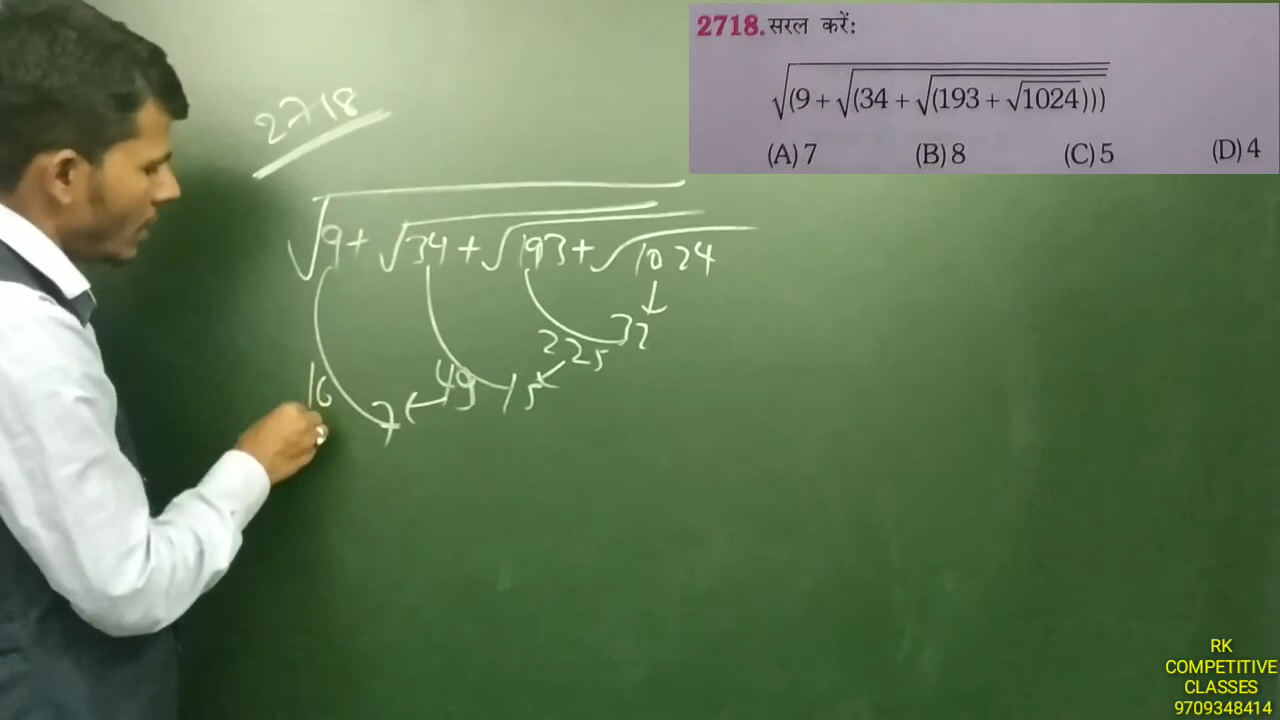 2718. सरल करें:
√(9 + √(34 + √(193 + √1024)))
(A) 7 (B) 8 (C) 5 (D) 4
2718
√9 + √34 + √193 + √1024
32
225
16 7 ← 49 15
RK
COMPETITIVE
CLASSES
9709348414